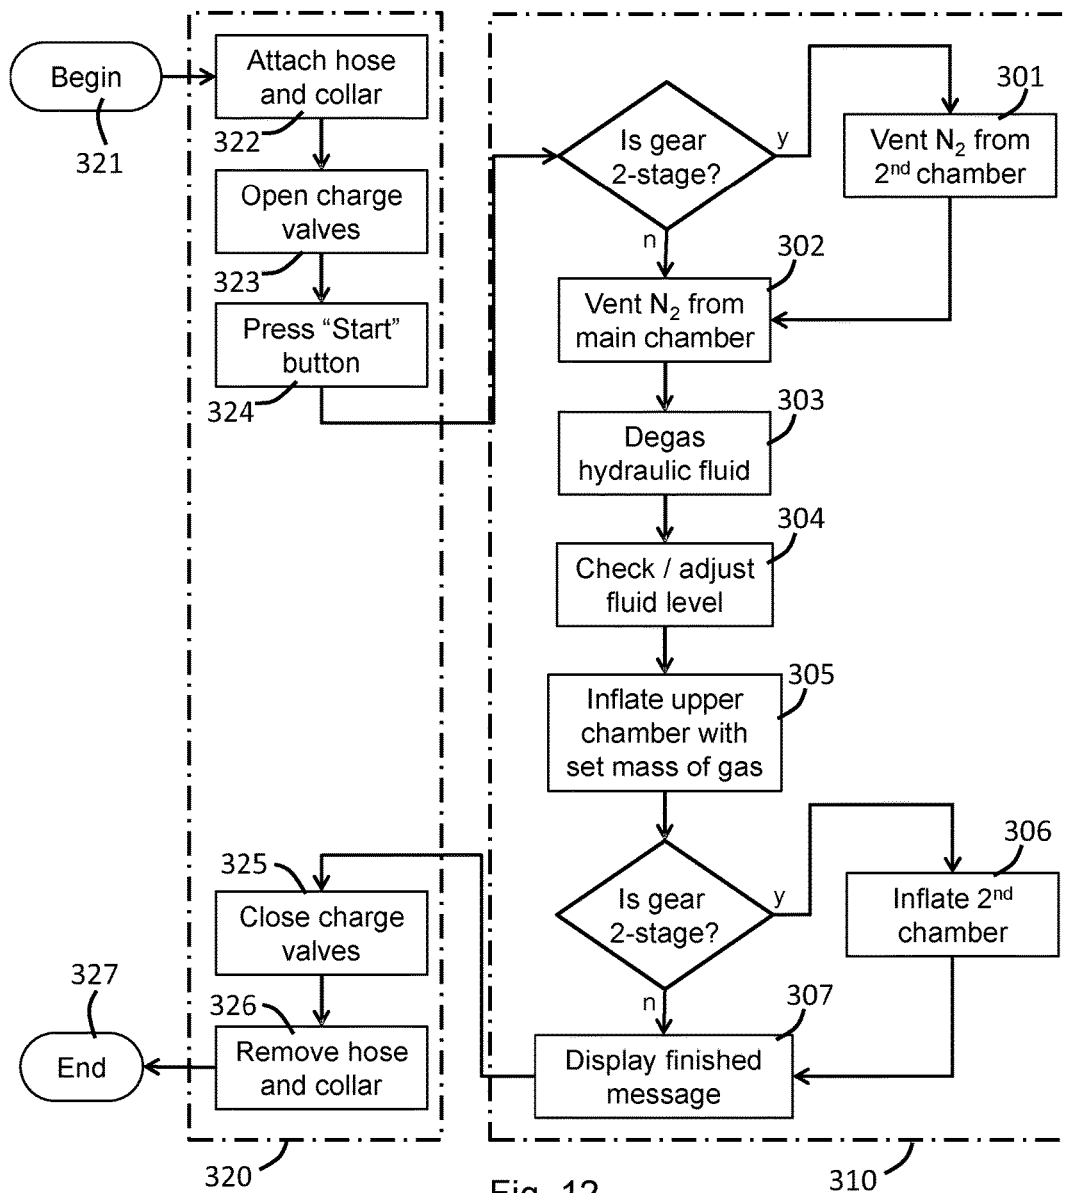 Begin
321
Attach hose
and collar
322
Open charge
valves
323
Press “Start”
button
324
Is gear
2-stage?
y
n
301
Vent N2 from
2nd chamber
302
Vent N2 from
main chamber
303
Degas
hydraulic fluid
304
Check / adjust
fluid level
305
Inflate upper
chamber with
set mass of gas
Is gear
2-stage?
y
n
306
Inflate 2nd
chamber
307
Display finished
message
325
Close charge
valves
326
Remove hose
and collar
327
End
320
310
Fig. 12